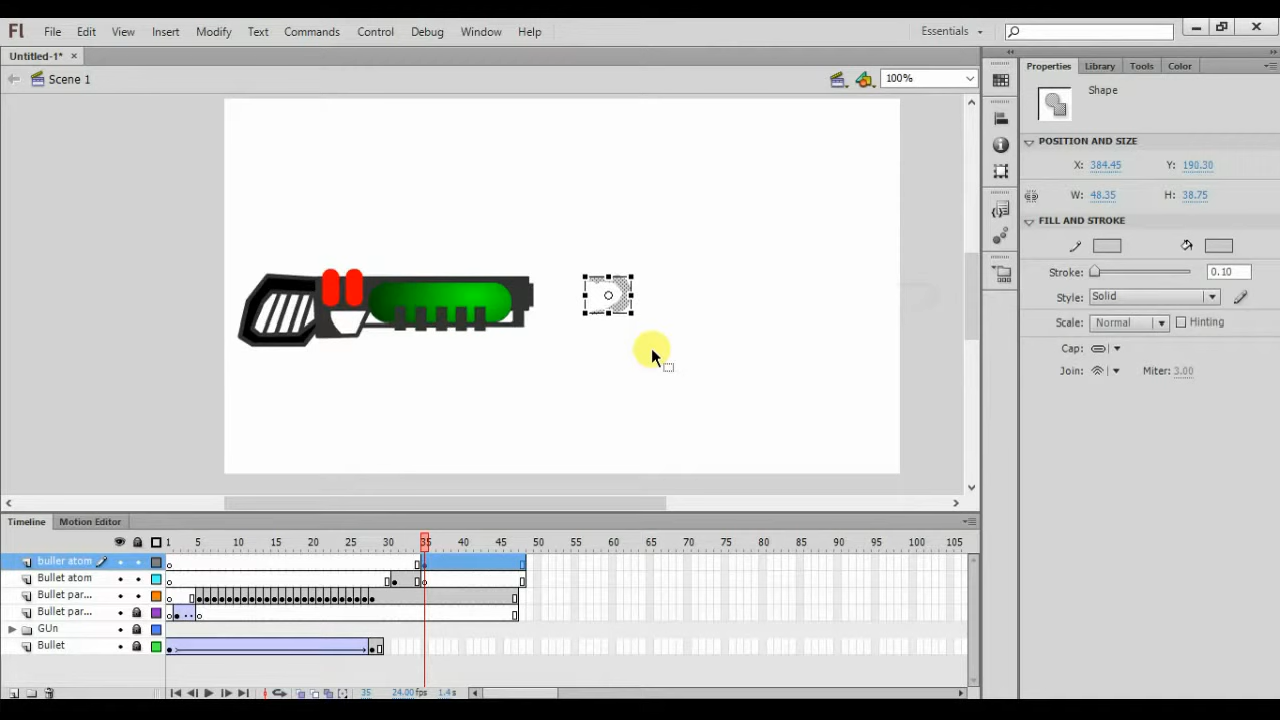 Fl File Edit View Insert Modify Text Commands Control Debug Window Help Essentials
Untitled-1* ×
Scene 1 100%
Properties Library Tools Color
Shape
POSITION AND SIZE
X: 384.45 Y: 190.30
W: 48.35 H: 38.75
FILL AND STROKE
Stroke: 0.10
Style: Solid
Scale: Normal Hinting
Cap:
Join: Miter: 3.00
Timeline Motion Editor
1 5 10 15 20 25 30 35 40 45 50 55 60 65 70 75 80 85 90 95 100 105
buller atom
Bullet atom
Bullet par...
Bullet par...
GUn
Bullet
35 24.00 fps 1.4 s